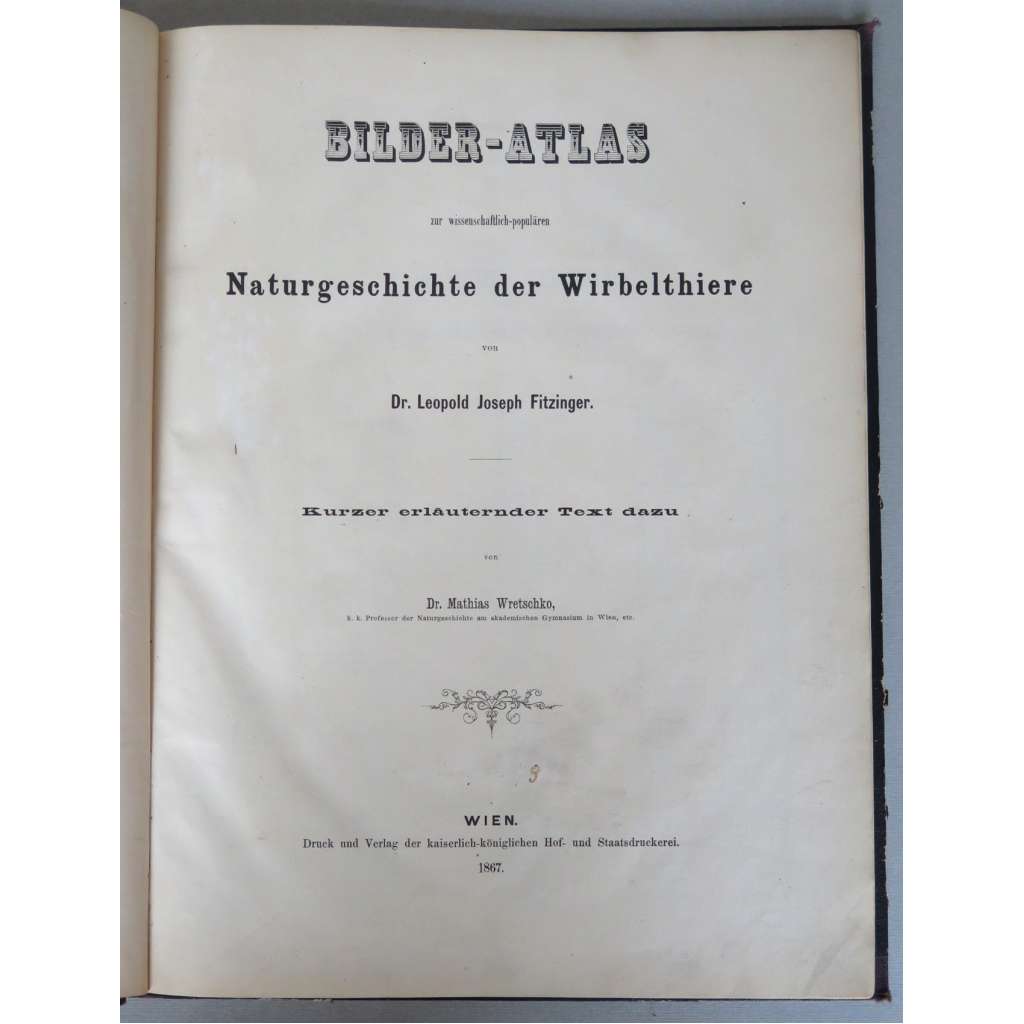 BILDER-ATLAS
zur wissenschaftlich-populären
Naturgeschichte der Wirbelthiere
von
Dr. Leopold Joseph Fitzinger.
Kurzer erläuternder Text dazu
von
Dr. Mathias Wretschko,
k. k. Professor der Naturgeschichte am akademischen Gymnasium in Wien, etc.
9
WIEN.
Druck und Verlag der kaiserlich-königlichen Hof- und Staatsdruckerei.
1867.